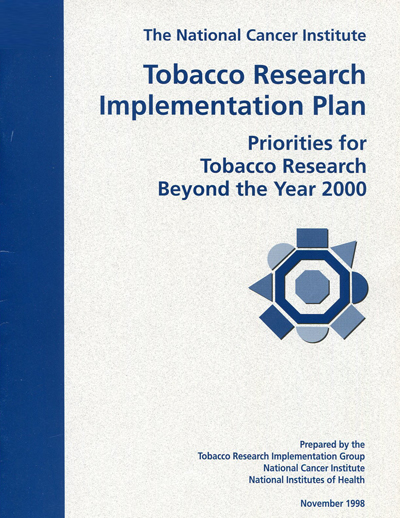 The National Cancer Institute
Tobacco Research
Implementation Plan
Priorities for
Tobacco Research
Beyond the Year 2000
Prepared by the
Tobacco Research Implementation Group
National Cancer Institute
National Institutes of Health
November 1998